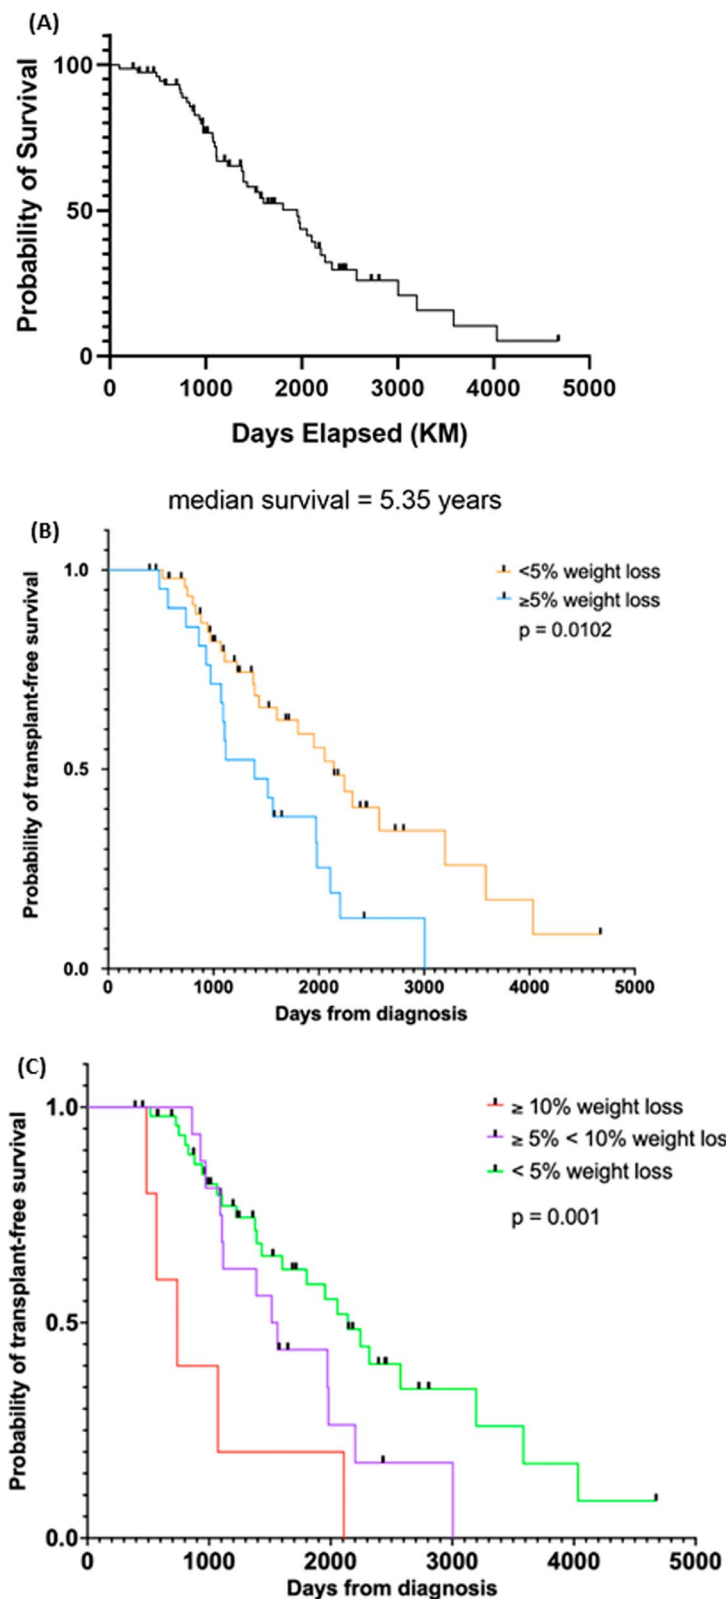 (A)
Probability of Survival
100
50
0
0 1000 2000 3000 4000 5000
Days Elapsed (KM)
median survival = 5.35 years
(B)
Probability of transplant-free survival
1.0
0.5
0.0
<5% weight loss
≥5% weight loss
p = 0.0102
0 1000 2000 3000 4000 5000
Days from diagnosis
(C)
Probability of transplant-free survival
1.0
0.5
0.0
≥ 10% weight loss
≥ 5% < 10% weight los
< 5% weight loss
p = 0.001
0 1000 2000 3000 4000 5000
Days from diagnosis